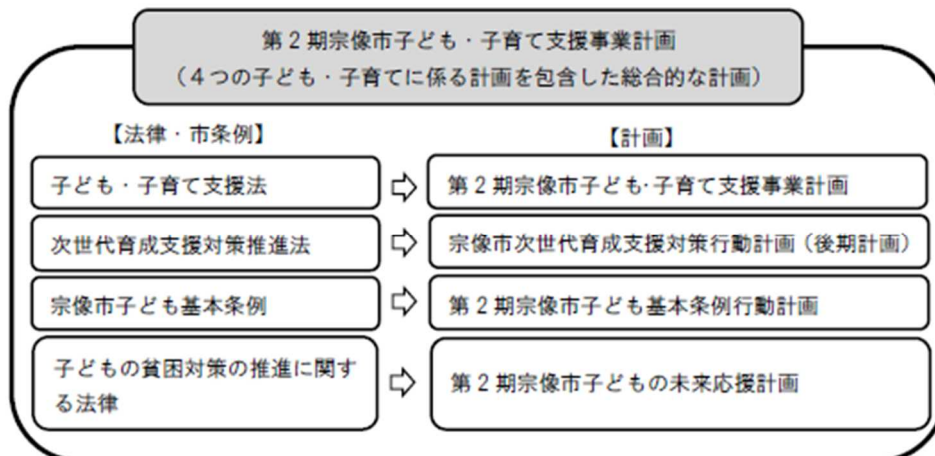 第２期宗像市子ども・子育て支援事業計画
（４つの子ども・子育てに係る計画を包含した総合的な計画）
【法律・市条例】
【計画】
子ども・子育て支援法
第２期宗像市子ども・子育て支援事業計画
次世代育成支援対策推進法
宗像市次世代育成支援対策行動計画（後期計画）
宗像市子ども基本条例
第２期宗像市子ども基本条例行動計画
子どもの貧困対策の推進に関す
る法律
第２期宗像市子どもの未来応援計画